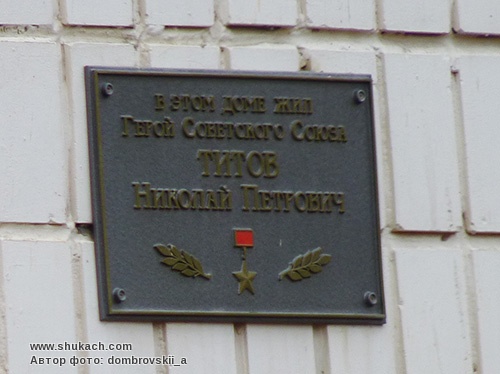 В ЭТОМ ДОМЕ ЖИЛ
ГЕРОЙ СОВЕТСКОГО СОЮЗА
ТИТОВ
НИКОЛАЙ ПЕТРОВИЧ
www.shukach.com
Автор фото: dombrovskii_a